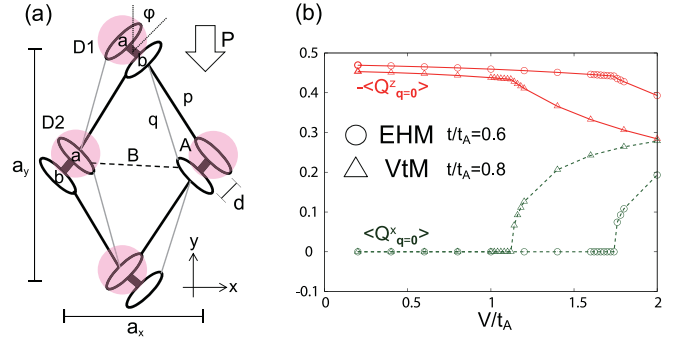 (a)
φ
D1
a
b
P
p
q
D2
a
b
A
B
d
a_y
y
x
a_x
(b)
0.5
0.4
0.3
0.2
0.1
0
-0.1
-<Q^z_{q=0}>
EHM t/t_A=0.6
VtM t/t_A=0.8
<Q^x_{q=0}>
0 0.5 1 1.5 2
V/t_A